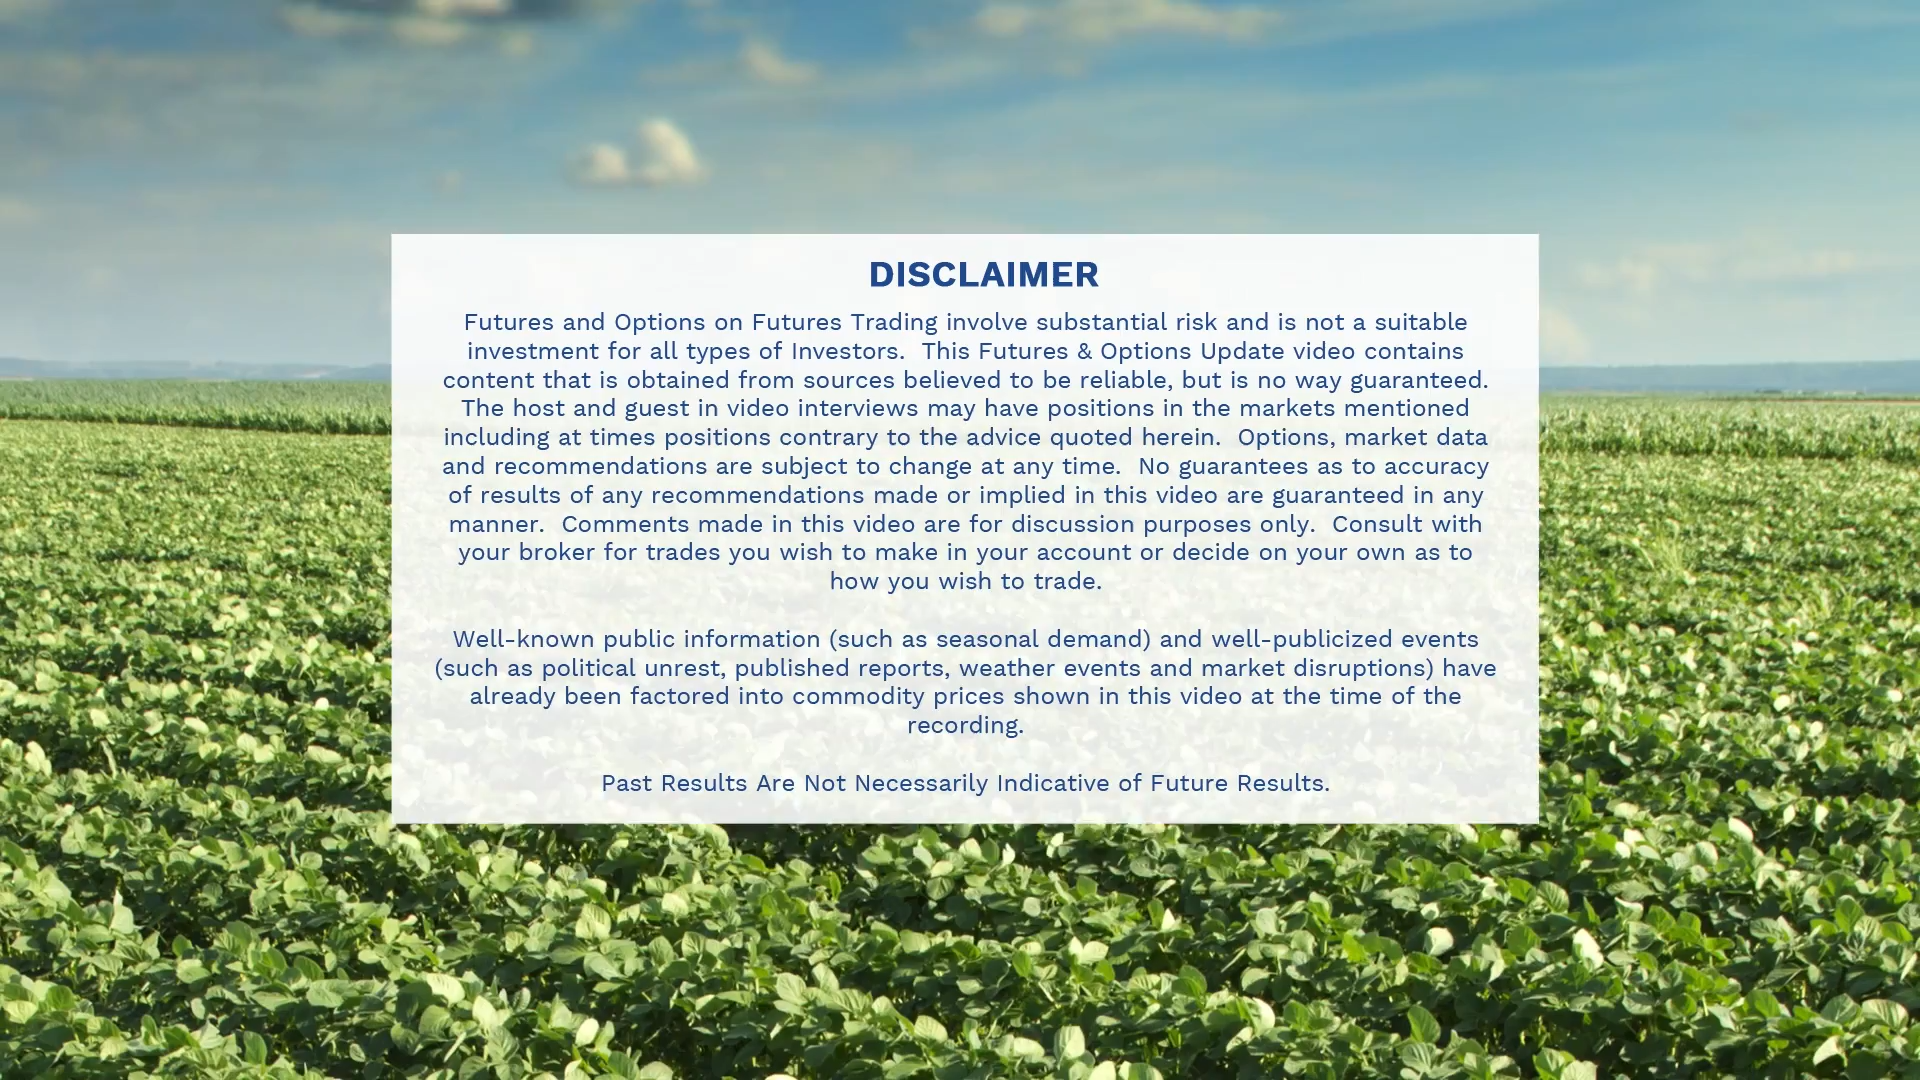 DISCLAIMER
Futures and Options on Futures Trading involve substantial risk and is not a suitable
investment for all types of Investors.  This Futures & Options Update video contains
content that is obtained from sources believed to be reliable, but is no way guaranteed.
The host and guest in video interviews may have positions in the markets mentioned
including at times positions contrary to the advice quoted herein.  Options, market data
and recommendations are subject to change at any time.  No guarantees as to accuracy
of results of any recommendations made or implied in this video are guaranteed in any
manner.  Comments made in this video are for discussion purposes only.  Consult with
your broker for trades you wish to make in your account or decide on your own as to
how you wish to trade.
Well-known public information (such as seasonal demand) and well-publicized events
(such as political unrest, published reports, weather events and market disruptions) have
already been factored into commodity prices shown in this video at the time of the
recording.
Past Results Are Not Necessarily Indicative of Future Results.